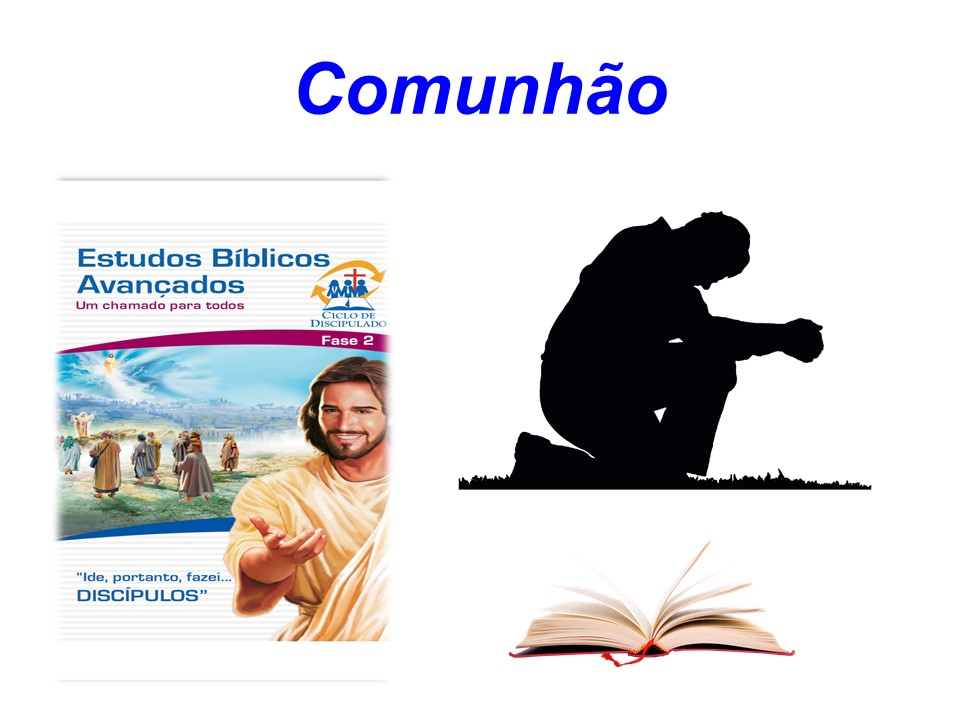 Comunhão
Estudos Bíblicos
Avançados
Um chamado para todos
CICLO DE
DISCIPULADO
Fase 2
“Ide, portanto, fazei...
DISCÍPULOS”